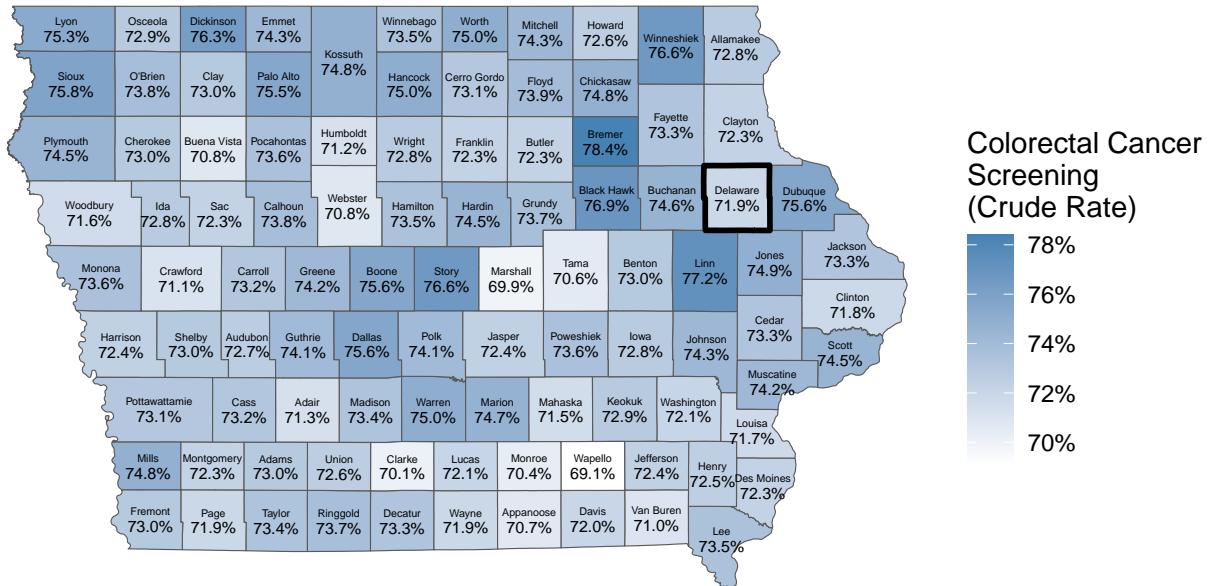 Lyon
75.3%
Osceola
72.9%
Dickinson
76.3%
Emmet
74.3%
Kossuth
74.8%
Winnebago
73.5%
Worth
75.0%
Mitchell
74.3%
Howard
72.6%
Winneshiek
76.6%
Allamakee
72.8%
Sioux
75.8%
O'Brien
73.8%
Clay
73.0%
Palo Alto
75.5%
Hancock
75.0%
Cerro Gordo
73.1%
Floyd
73.9%
Chickasaw
74.8%
Fayette
73.3%
Clayton
72.3%
Plymouth
74.5%
Cherokee
73.0%
Buena Vista
70.8%
Pocahontas
73.6%
Humboldt
71.2%
Wright
72.8%
Franklin
72.3%
Butler
72.3%
Bremer
78.4%
Woodbury
71.6%
Ida
72.8%
Sac
72.3%
Calhoun
73.8%
Webster
70.8%
Hamilton
73.5%
Hardin
74.5%
Grundy
73.7%
Black Hawk
76.9%
Buchanan
74.6%
Delaware
71.9%
Dubuque
75.6%
Monona
73.6%
Crawford
71.1%
Carroll
73.2%
Greene
74.2%
Boone
75.6%
Story
76.6%
Marshall
69.9%
Tama
70.6%
Benton
73.0%
Linn
77.2%
Jones
74.9%
Jackson
73.3%
Clinton
71.8%
Harrison
72.4%
Shelby
73.0%
Audubon
72.7%
Guthrie
74.1%
Dallas
75.6%
Polk
74.1%
Jasper
72.4%
Poweshiek
73.6%
Iowa
72.8%
Johnson
74.3%
Cedar
73.3%
Scott
74.5%
Muscatine
74.2%
Pottawattamie
73.1%
Cass
73.2%
Adair
71.3%
Madison
73.4%
Warren
75.0%
Marion
74.7%
Mahaska
71.5%
Keokuk
72.9%
Washington
72.1%
Louisa
71.7%
Mills
74.8%
Montgomery
72.3%
Adams
73.0%
Union
72.6%
Clarke
70.1%
Lucas
72.1%
Monroe
70.4%
Wapello
69.1%
Jefferson
72.4%
Henry
72.5%
Des Moines
72.3%
Fremont
73.0%
Page
71.9%
Taylor
73.4%
Ringgold
73.7%
Decatur
73.3%
Wayne
71.9%
Appanoose
70.7%
Davis
72.0%
Van Buren
71.0%
Lee
73.5%
Colorectal Cancer
Screening
(Crude Rate)
78%
76%
74%
72%
70%